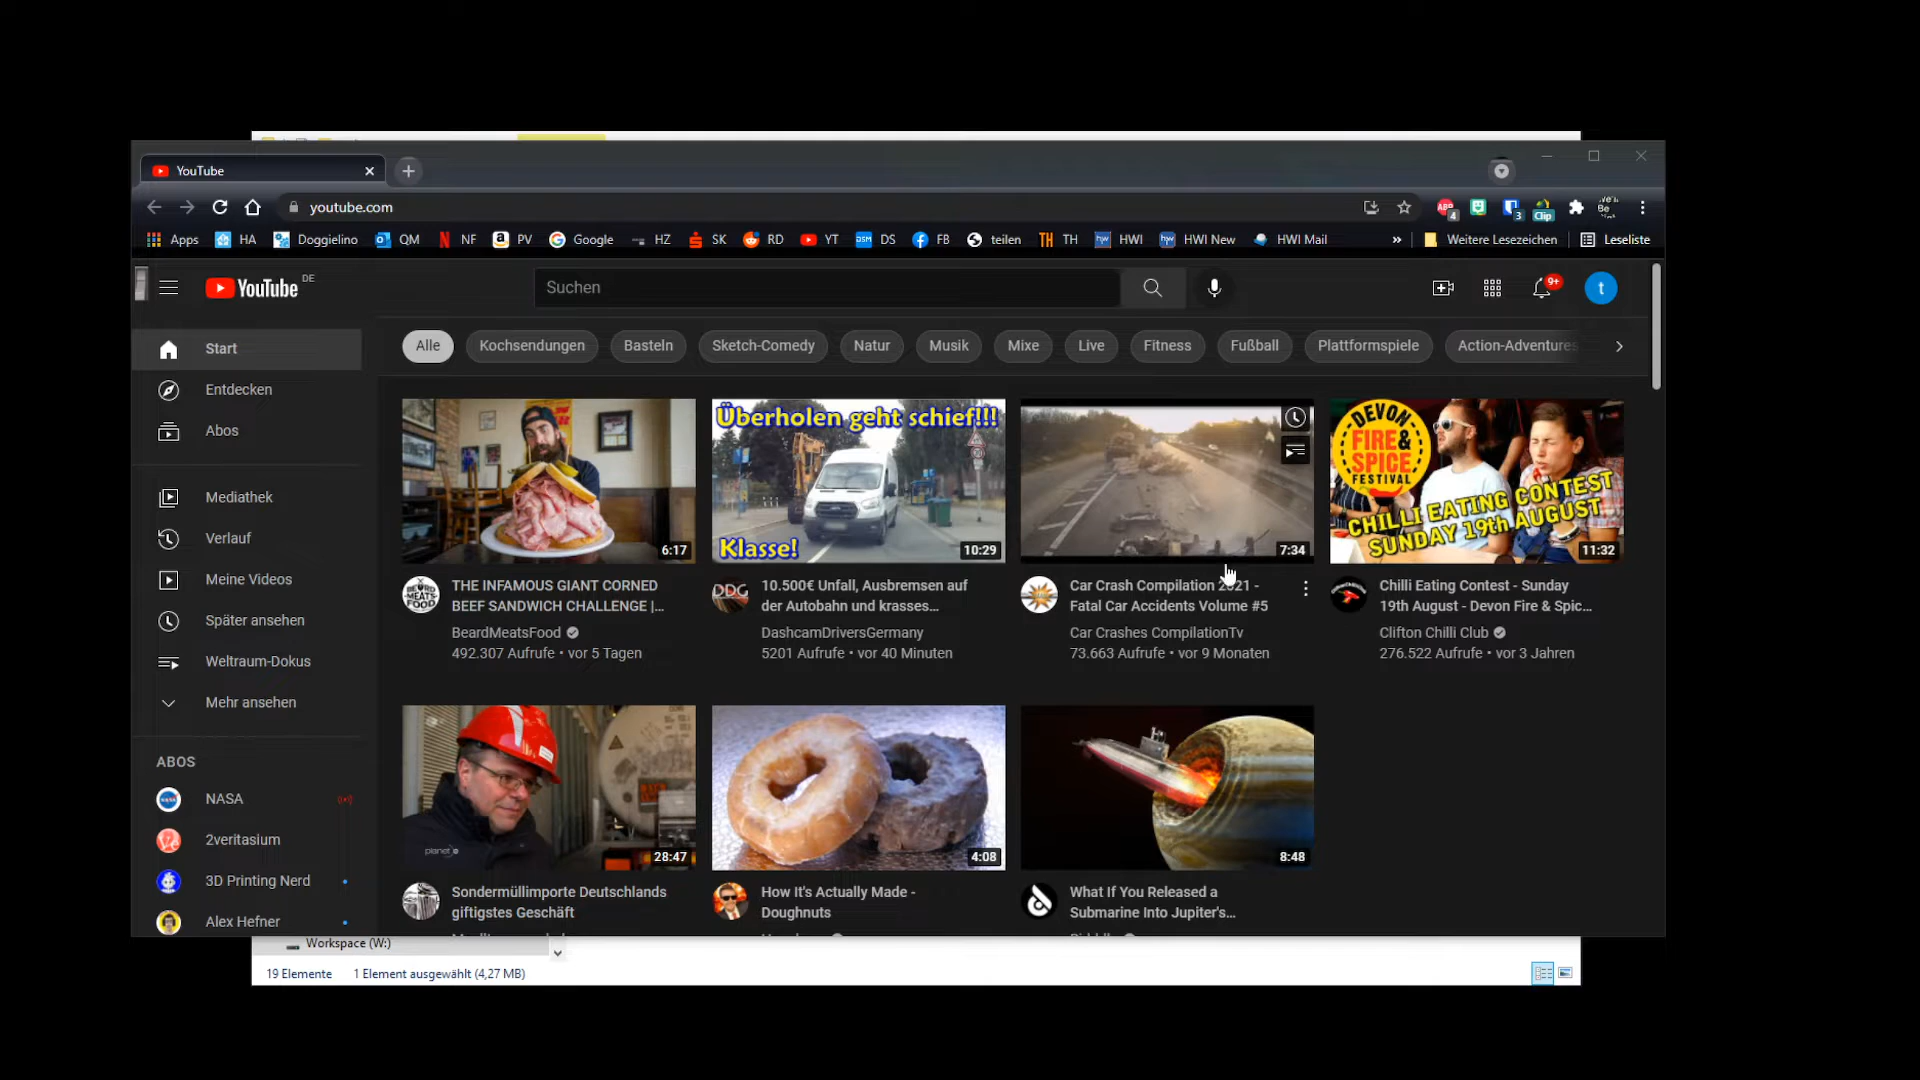 YouTube
youtube.com
4
3
Clip
Apps
HA
Doggielino
QM
NF
PV
Google
HZ
SK
RD
YT
DS
FB
teilen
TH
HWI
HWI New
HWI Mail
»
Weitere Lesezeichen
Leseliste
YouTube DE
Suchen
9+
t
Alle
Kochsendungen
Basteln
Sketch-Comedy
Natur
Musik
Mixe
Live
Fitness
Fußball
Plattformspiele
Action-Adventures
Start
Entdecken
Abos
Mediathek
Verlauf
Meine Videos
Später ansehen
Weltraum-Dokus
Mehr ansehen
ABOS
NASA
2veritasium
3D Printing Nerd
Alex Hefner
6:17
THE INFAMOUS GIANT CORNED
BEEF SANDWICH CHALLENGE |...
BeardMeatsFood
492.307 Aufrufe • vor 5 Tagen
Überholen geht schief!!!
Klasse!
10:29
DDG
10.500€ Unfall, Ausbremsen auf
der Autobahn und krasses...
DashcamDriversGermany
5201 Aufrufe • vor 40 Minuten
7:34
Car Crash Compilation 2021 -
Fatal Car Accidents Volume #5
Car Crashes CompilationTv
73.663 Aufrufe • vor 9 Monaten
DEVON
FIRE&
SPICE
FESTIVAL
CHILLI EATING CONTEST
SUNDAY 19th AUGUST
11:32
Chilli Eating Contest - Sunday
19th August - Devon Fire & Spic...
Clifton Chilli Club
276.522 Aufrufe • vor 3 Jahren
planet
28:47
Sondermüllimporte Deutschlands
giftigstes Geschäft
4:08
How It's Actually Made -
Doughnuts
8:48
What If You Released a
Submarine Into Jupiter's...
Workspace (W:)
19 Elemente
1 Element ausgewählt (4,27 MB)